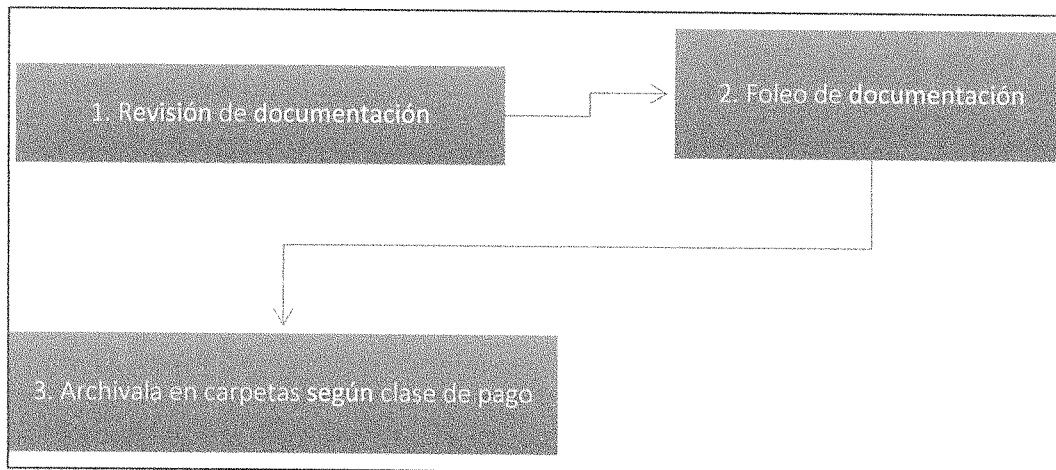 1. Revisión de documentación
2. Foleo de documentación
3. Archivala en carpetas según clase de pago